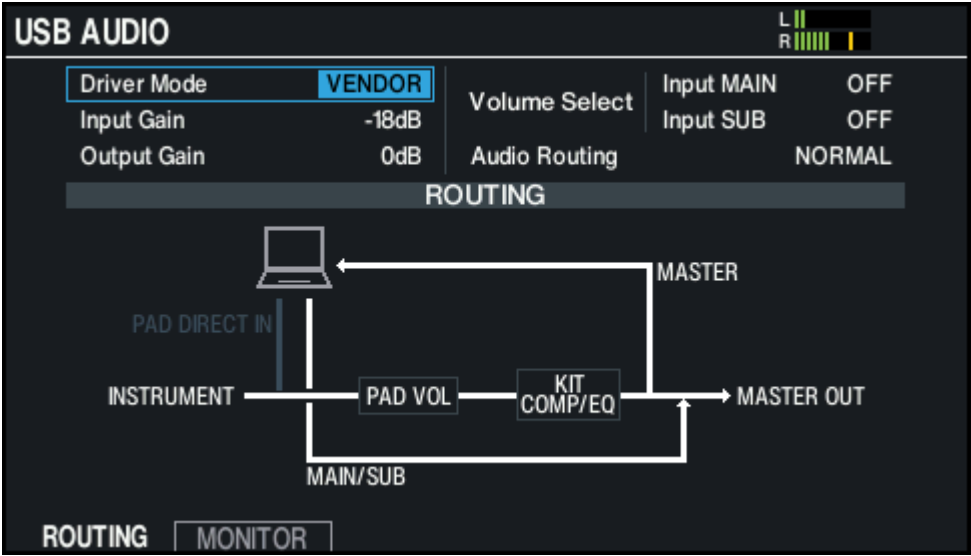 USB AUDIO
L
R
Driver Mode VENDOR
Input Gain -18dB
Output Gain 0dB
Volume Select
Input MAIN OFF
Input SUB OFF
Audio Routing NORMAL
ROUTING
MASTER
PAD DIRECT IN
INSTRUMENT
PAD VOL
KIT
COMP/EQ
MASTER OUT
MAIN/SUB
ROUTING MONITOR